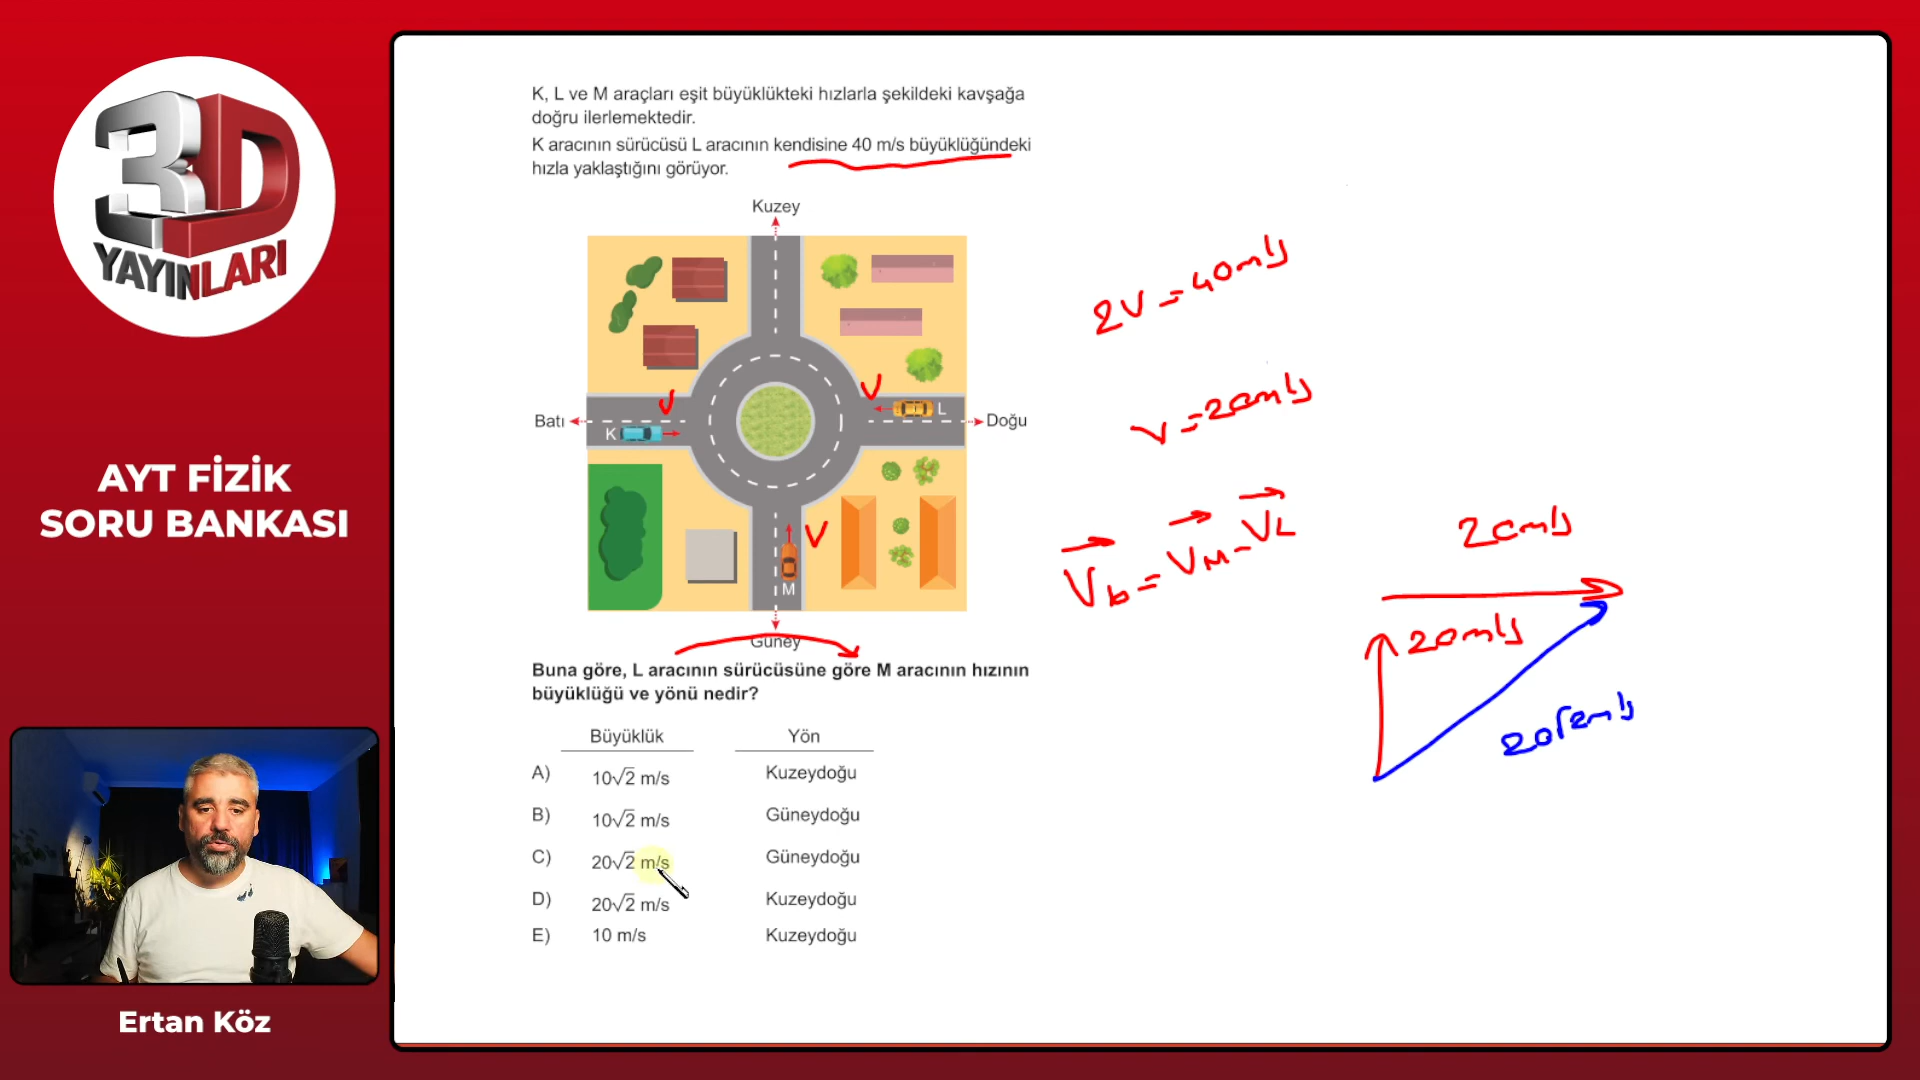 3D
YAYINLARI
AYT FİZİK
SORU BANKASI
Ertan Köz
K, L ve M araçları eşit büyüklükteki hızlarla şekildeki kavşağa
doğru ilerlemektedir.
K aracının sürücüsü L aracının kendisine 40 m/s büyüklüğündeki
hızla yaklaştığını görüyor.
Kuzey
Batı
Doğu
K
L
M
V
V
V
Güney
Buna göre, L aracının sürücüsüne göre M aracının hızının
büyüklüğü ve yönü nedir?
Büyüklük Yön
A) 10√2 m/s Kuzeydoğu
B) 10√2 m/s Güneydoğu
C) 20√2 m/s Güneydoğu
D) 20√2 m/s Kuzeydoğu
E) 10 m/s Kuzeydoğu
2V = 40m/s
V = 20m/s
Vb = VM - VL
20m/s
20m/s
20√2m/s